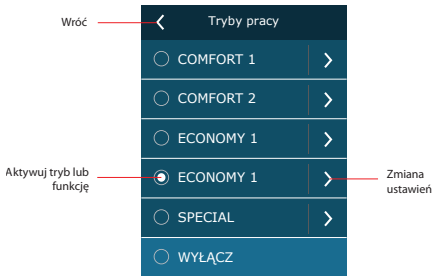 Wróć
Tryby pracy
COMFORT 1
COMFORT 2
ECONOMY 1
Aktywuj tryb lub
funkcję
ECONOMY 1
Zmiana
ustawień
SPECIAL
WYŁĄCZ